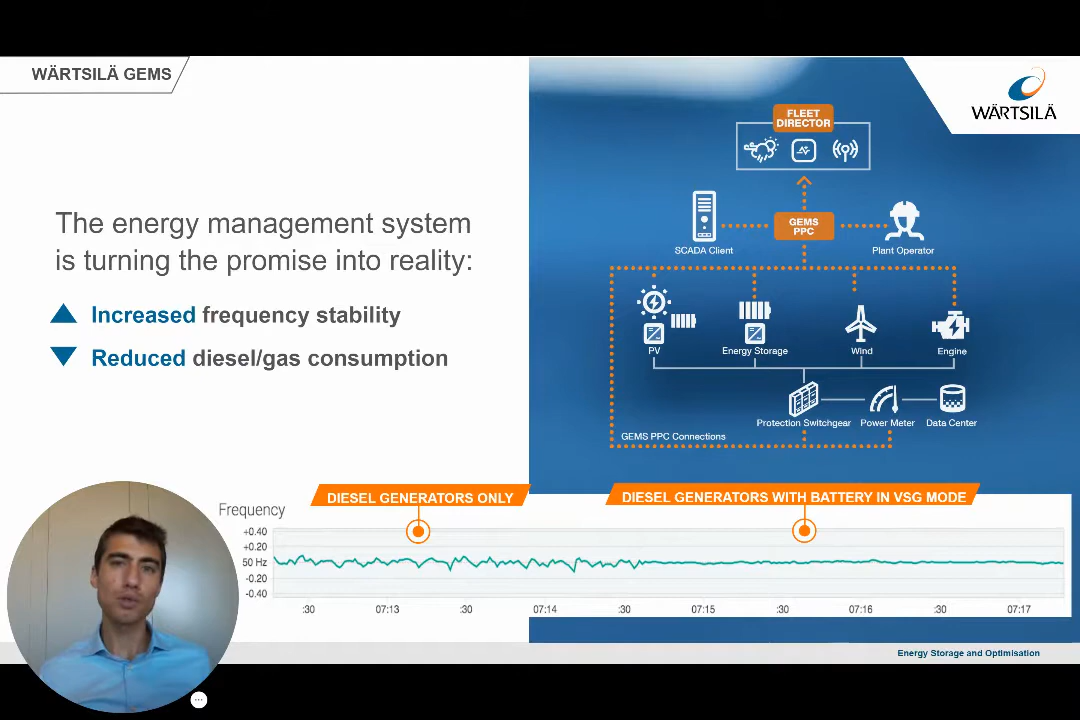 WÄRTSILÄ GEMS
WÄRTSILÄ
The energy management system
is turning the promise into reality:
Increased frequency stability
Reduced diesel/gas consumption
FLEET
DIRECTOR
GEMS
PPC
SCADA Client
Plant Operator
PV
Energy Storage
Wind
Engine
Protection Switchgear
Power Meter
Data Center
GEMS PPC Connections
DIESEL GENERATORS ONLY
DIESEL GENERATORS WITH BATTERY IN VSG MODE
Frequency
+0.40
+0.20
50 Hz
-0.20
-0.40
:30 07:13 :30 07:14 :30 07:15 :30 07:16 :30 07:17
Energy Storage and Optimisation